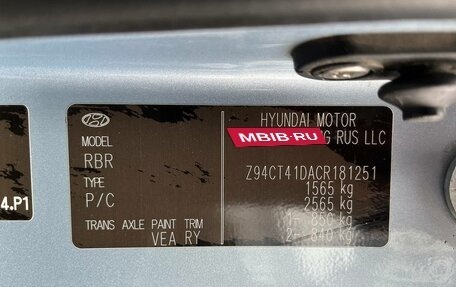 HYUNDAI MOTOR
MBIB.RU G RUS LLC
MODEL
RBR
Z94CT41DACR181251
TYPE
1565 kg
P/C
2565 kg
4.P1
1- 850 kg
TRANS AXLE PAINT TRIM
2- 840 kg
VEA RY